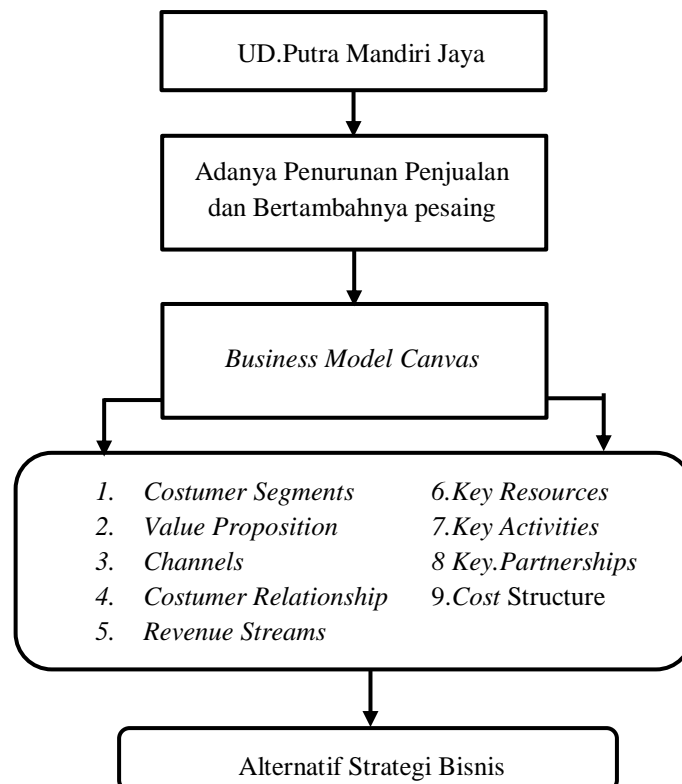 UD.Putra Mandiri Jaya
Adanya Penurunan Penjualan
dan Bertambahnya pesaing
Business Model Canvas
1. Costumer Segments
2. Value Proposition
3. Channels
4. Costumer Relationship
5. Revenue Streams
6.Key Resources
7.Key Activities
8 Key.Partnerships
9.Cost Structure
Alternatif Strategi Bisnis